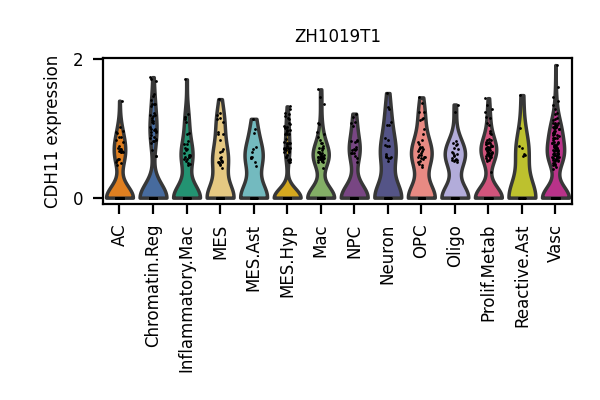 ZH1019T1
CDH11 expression
2
0
AC
Chromatin.Reg
Inflammatory.Mac
MES
MES.Ast
MES.Hyp
Mac
NPC
Neuron
OPC
Oligo
Prolif.Metab
Reactive.Ast
Vasc